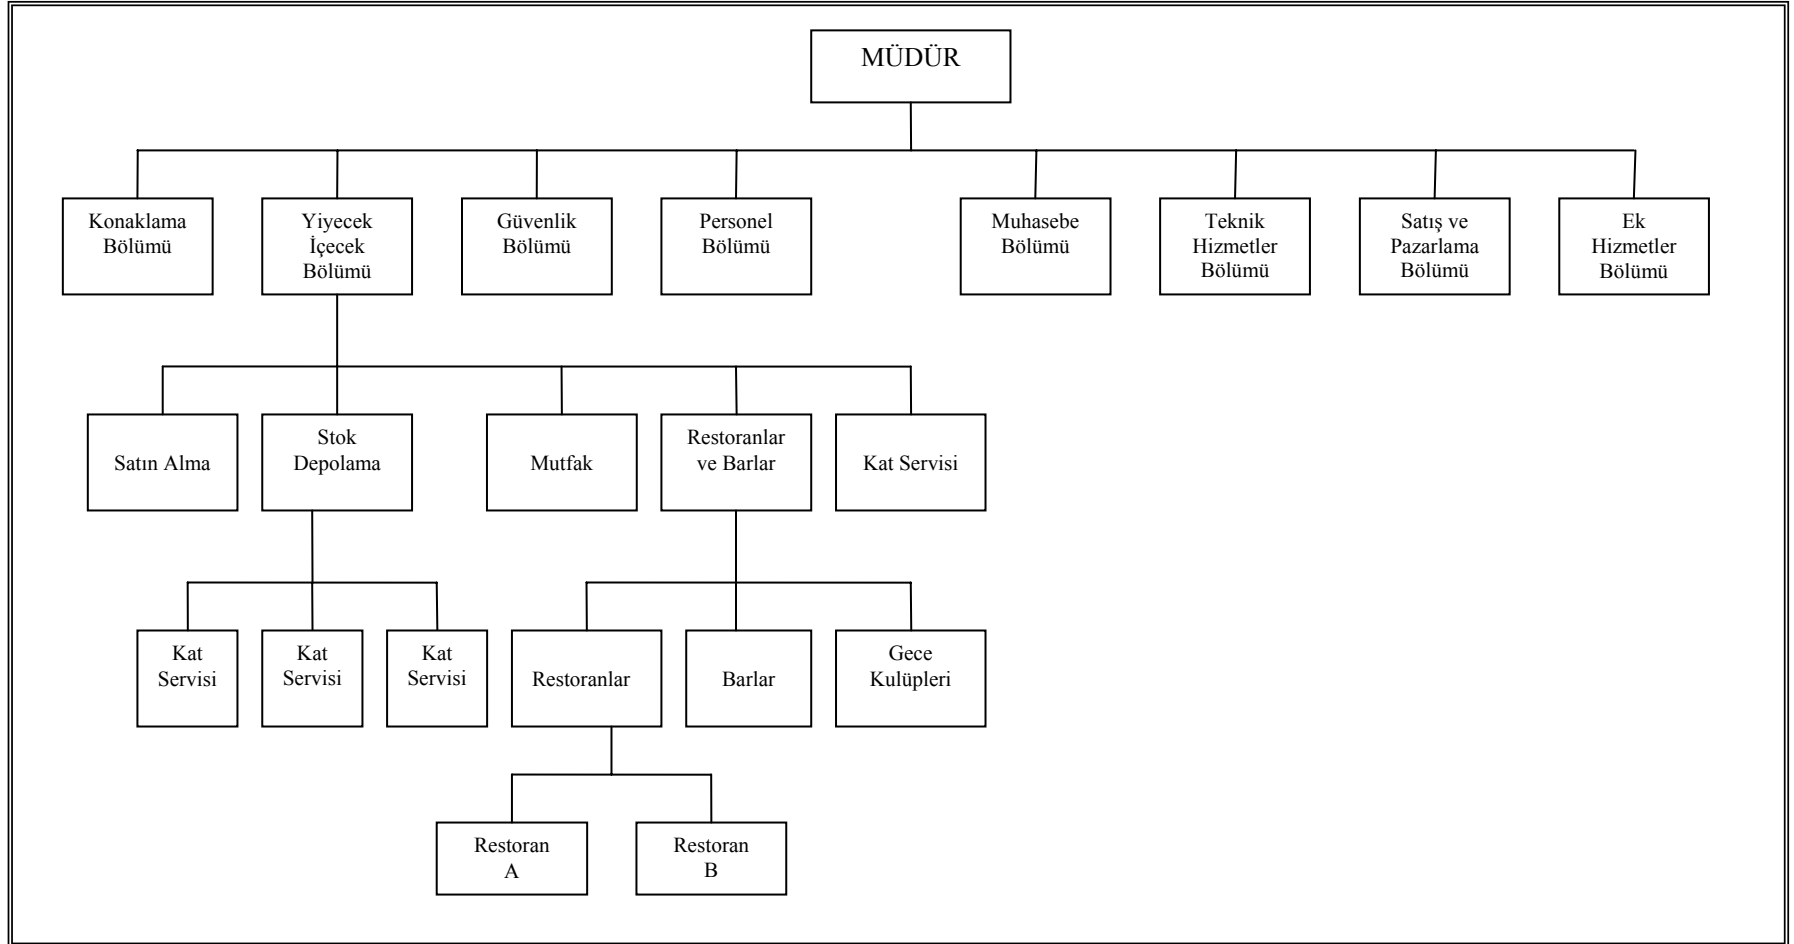 MÜDÜR
Konaklama
Bölümü
Yiyecek
İçecek
Bölümü
Güvenlik
Bölümü
Personel
Bölümü
Muhasebe
Bölümü
Teknik
Hizmetler
Bölümü
Satış ve
Pazarlama
Bölümü
Ek
Hizmetler
Bölümü
Satın Alma
Stok
Depolama
Mutfak
Restoranlar
ve Barlar
Kat Servisi
Kat
Servisi
Kat
Servisi
Kat
Servisi
Restoranlar
Barlar
Gece
Kulüpleri
Restoran
A
Restoran
B